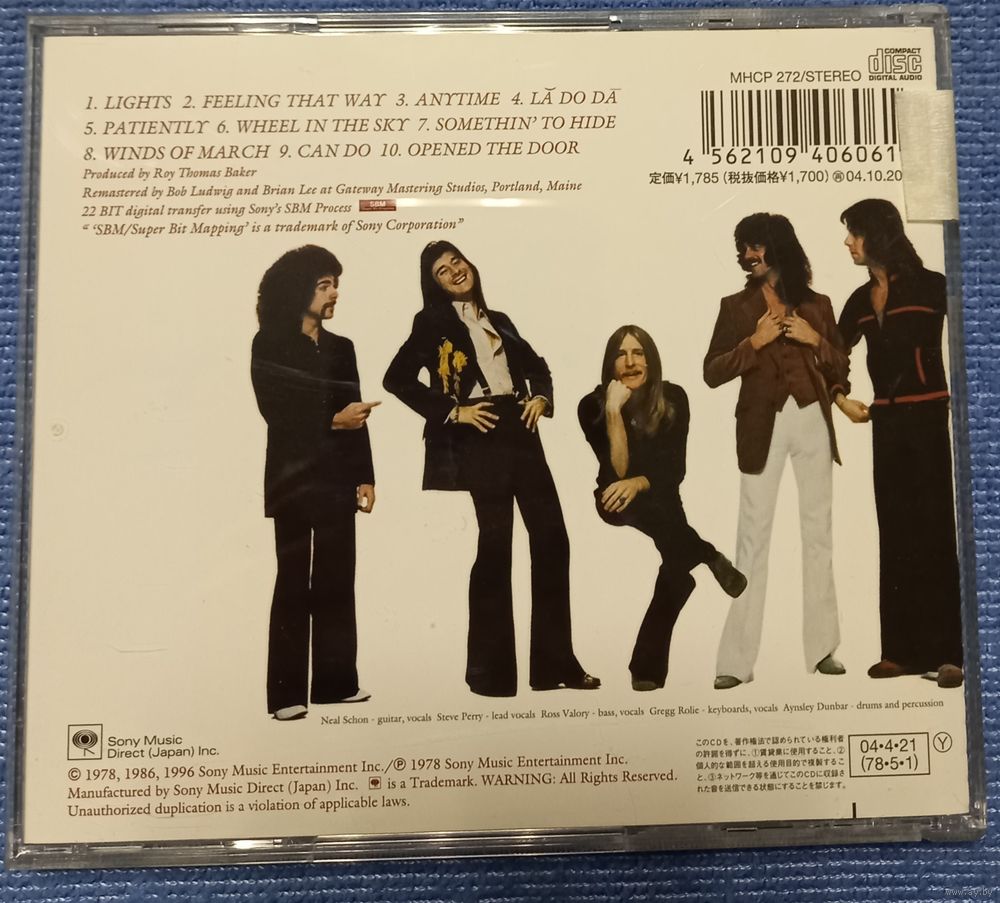 COMPACT
disc
DIGITAL AUDIO
MHCP 272/STEREO
1. LIGHTS 2. FEELING THAT WAY 3. ANYTIME 4. LĂ DO DĀ
5. PATIENTLY 6. WHEEL IN THE SKY 7. SOMETHIN' TO HIDE
8. WINDS OF MARCH 9. CAN DO 10. OPENED THE DOOR
Produced by Roy Thomas Baker
Remastered by Bob Ludwig and Brian Lee at Gateway Mastering Studios, Portland, Maine
22 BIT digital transfer using Sony's SBM Process SBM
“ ‘SBM/Super Bit Mapping’ is a trademark of Sony Corporation”
4 562109 406061
定価¥1,785 (税抜価格¥1,700) 04.10.20
Neal Schon - guitar, vocals Steve Perry - lead vocals Ross Valory - bass, vocals Gregg Rolie - keyboards, vocals Aynsley Dunbar - drums and percussion
Sony Music
Direct (Japan) Inc.
© 1978, 1986, 1996 Sony Music Entertainment Inc./℗ 1978 Sony Music Entertainment Inc.
Manufactured by Sony Music Direct (Japan) Inc. is a Trademark. WARNING: All Rights Reserved.
Unauthorized duplication is a violation of applicable laws.
このCDを、著作権法で認められている権利者
の許諾を得ずに、①賃貸業に使用すること、②
個人的な範囲を超える使用目的で複製するこ
と、③ネットワーク等を通じてこのCDに収録され
た音を送信できる状態にすることを禁じます。
04•4•21
(78•5•1)
Y
www.ay.by